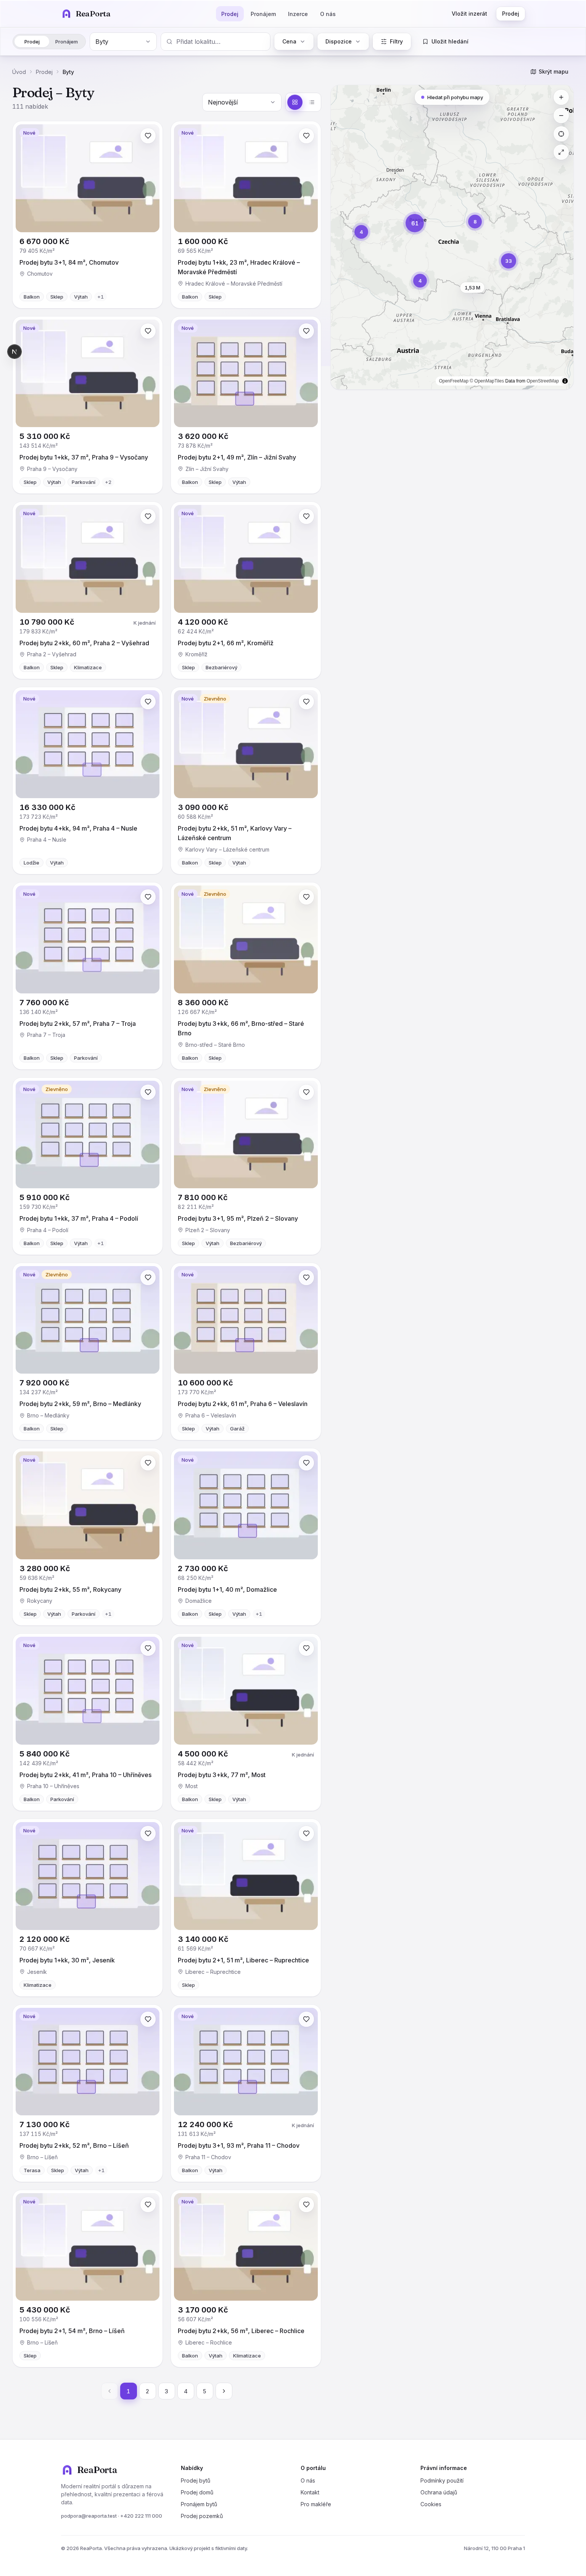 ReaPorta
Prodej
Pronájem
Inzerce
O nás
Vložit inzerát
Prodej
Prodej
Pronájem
Byty
Přidat lokalitu...
Cena
Dispozice
Filtry
Uložit hledání
Úvod
Prodej
Byty
Skrýt mapu
Prodej – Byty
111 nabídek
Nejnovější
Nové
6 670 000 Kč
79 405 Kč/m²
Prodej bytu 3+1, 84 m², Chomutov
Chomutov
Balkon Sklep Výtah +1
Nové
1 600 000 Kč
69 565 Kč/m²
Prodej bytu 1+kk, 23 m², Hradec Králové –
Moravské Předměstí
Hradec Králové – Moravské Předměstí
Balkon Sklep
Nové
5 310 000 Kč
143 514 Kč/m²
Prodej bytu 1+kk, 37 m², Praha 9 – Vysočany
Praha 9 – Vysočany
Sklep Výtah Parkování +2
Nové
3 620 000 Kč
73 878 Kč/m²
Prodej bytu 2+1, 49 m², Zlín – Jižní Svahy
Zlín – Jižní Svahy
Balkon Sklep Výtah
Nové
10 790 000 Kč
K jednání
179 833 Kč/m²
Prodej bytu 2+kk, 60 m², Praha 2 – Vyšehrad
Praha 2 – Vyšehrad
Balkon Sklep Klimatizace
Nové
4 120 000 Kč
62 424 Kč/m²
Prodej bytu 2+1, 66 m², Kroměříž
Kroměříž
Sklep Bezbariérový
Nové
16 330 000 Kč
173 723 Kč/m²
Prodej bytu 4+kk, 94 m², Praha 4 – Nusle
Praha 4 – Nusle
Lodžie Výtah
Nové Zlevněno
3 090 000 Kč
60 588 Kč/m²
Prodej bytu 2+kk, 51 m², Karlovy Vary –
Lázeňské centrum
Karlovy Vary – Lázeňské centrum
Balkon Sklep Výtah
Nové
7 760 000 Kč
136 140 Kč/m²
Prodej bytu 2+kk, 57 m², Praha 7 – Troja
Praha 7 – Troja
Balkon Sklep Parkování
Nové Zlevněno
8 360 000 Kč
126 667 Kč/m²
Prodej bytu 3+kk, 66 m², Brno-střed – Staré
Brno
Brno-střed – Staré Brno
Balkon Sklep
Nové Zlevněno
5 910 000 Kč
159 730 Kč/m²
Prodej bytu 1+kk, 37 m², Praha 4 – Podolí
Praha 4 – Podolí
Balkon Sklep Výtah +1
Nové Zlevněno
7 810 000 Kč
82 211 Kč/m²
Prodej bytu 3+1, 95 m², Plzeň 2 – Slovany
Plzeň 2 – Slovany
Sklep Výtah Bezbariérový
Nové Zlevněno
7 920 000 Kč
134 237 Kč/m²
Prodej bytu 2+kk, 59 m², Brno – Medlánky
Brno – Medlánky
Balkon Sklep
Nové
10 600 000 Kč
173 770 Kč/m²
Prodej bytu 2+kk, 61 m², Praha 6 – Veleslavín
Praha 6 – Veleslavín
Sklep Výtah Garáž
Nové
3 280 000 Kč
59 636 Kč/m²
Prodej bytu 2+kk, 55 m², Rokycany
Rokycany
Sklep Výtah Parkování +1
Nové
2 730 000 Kč
68 250 Kč/m²
Prodej bytu 1+1, 40 m², Domažlice
Domažlice
Balkon Sklep Výtah +1
Nové
5 840 000 Kč
142 439 Kč/m²
Prodej bytu 2+kk, 41 m², Praha 10 – Uhříněves
Praha 10 – Uhříněves
Balkon Parkování
Nové
4 500 000 Kč
K jednání
58 442 Kč/m²
Prodej bytu 3+kk, 77 m², Most
Most
Balkon Sklep Výtah
Nové
2 120 000 Kč
70 667 Kč/m²
Prodej bytu 1+kk, 30 m², Jeseník
Jeseník
Klimatizace
Nové
3 140 000 Kč
61 569 Kč/m²
Prodej bytu 2+1, 51 m², Liberec – Ruprechtice
Liberec – Ruprechtice
Sklep
Nové
7 130 000 Kč
137 115 Kč/m²
Prodej bytu 2+kk, 52 m², Brno – Líšeň
Brno – Líšeň
Terasa Sklep Výtah +1
Nové
12 240 000 Kč
K jednání
131 613 Kč/m²
Prodej bytu 3+1, 93 m², Praha 11 – Chodov
Praha 11 – Chodov
Balkon Výtah
Nové
5 430 000 Kč
100 556 Kč/m²
Prodej bytu 2+1, 54 m², Brno – Líšeň
Brno – Líšeň
Sklep
Nové
3 170 000 Kč
56 607 Kč/m²
Prodej bytu 2+kk, 56 m², Liberec – Rochlice
Liberec – Rochlice
Balkon Výtah Klimatizace
1 2 3 4 5
Hledat při pohybu mapy
Berlin
LUBUSZ
VOIVODESHIP
GREATER
POLAND
VOIVODESHIP
Dresden
SAXONY
LOWER
SILESIAN
VOIVODESHIP
OPOLE
VOIVODESHIP
4
61
9
Czechia
33
4
1,53 M
UPPER
AUSTRIA
LOWER
AUSTRIA
Vienna
Bratislava
Austria
BURGENLAND
SALZBURG
STYRIA
OpenFreeMap © OpenMapTiles Data from OpenStreetMap
N
ReaPorta
Moderní realitní portál s důrazem na
přehlednost, kvalitní prezentaci a férová
data.
podpora@reaporta.test · +420 222 111 000
Nabídky
Prodej bytů
Prodej domů
Pronájem bytů
Prodej pozemků
O portálu
O nás
Kontakt
Pro makléře
Právní informace
Podmínky použití
Ochrana údajů
Cookies
© 2026 ReaPorta. Všechna práva vyhrazena. Ukázkový projekt s fiktivními daty.
Národní 12, 110 00 Praha 1